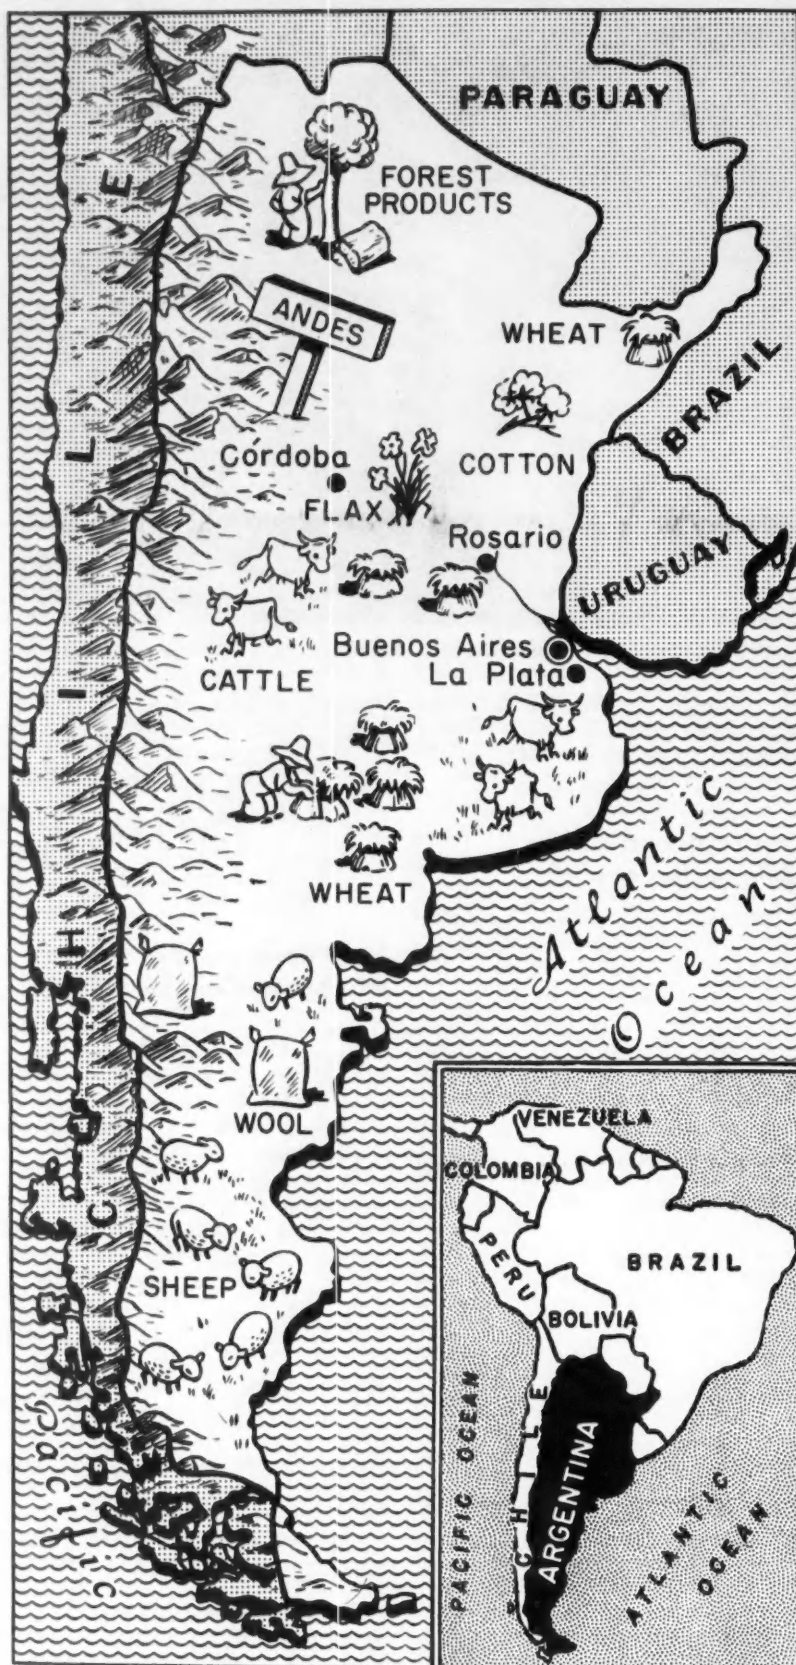 PARAGUAY
FOREST
PRODUCTS
ANDES
WHEAT
BRAZIL
COTTON
Córdoba
FLAX
Rosario
URUGUAY
Buenos Aires
La Plata
CATTLE
WHEAT
Atlantic
Ocean
WOOL
SHEEP
CHILE
Pacific
VENEZUELA
COLOMBIA
PERU
BRAZIL
BOLIVIA
CHILE
ARGENTINA
PACIFIC OCEAN
ATLANTIC
OCEAN